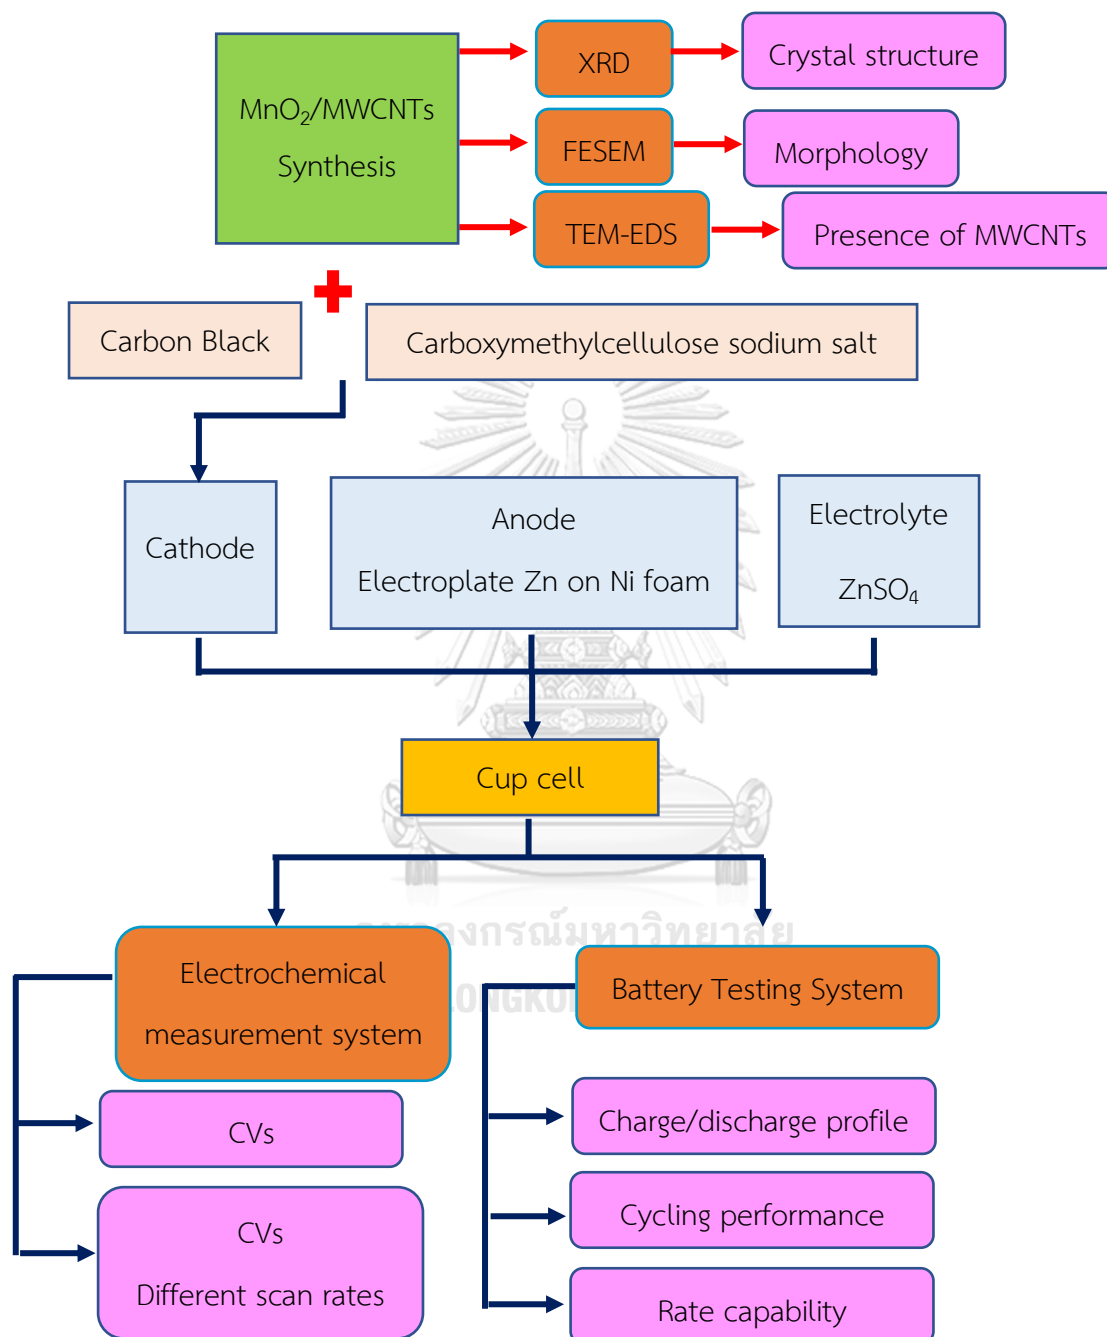 MnO₂/MWCNTs
Synthesis
XRD
Crystal structure
FESEM
Morphology
TEM-EDS
Presence of MWCNTs
Carbon Black
Carboxymethylcellulose sodium salt
Cathode
Anode
Electroplate Zn on Ni foam
Electrolyte
ZnSO₄
Cup cell
Electrochemical
measurement system
Battery Testing System
CVs
CVs
Different scan rates
Charge/discharge profile
Cycling performance
Rate capability